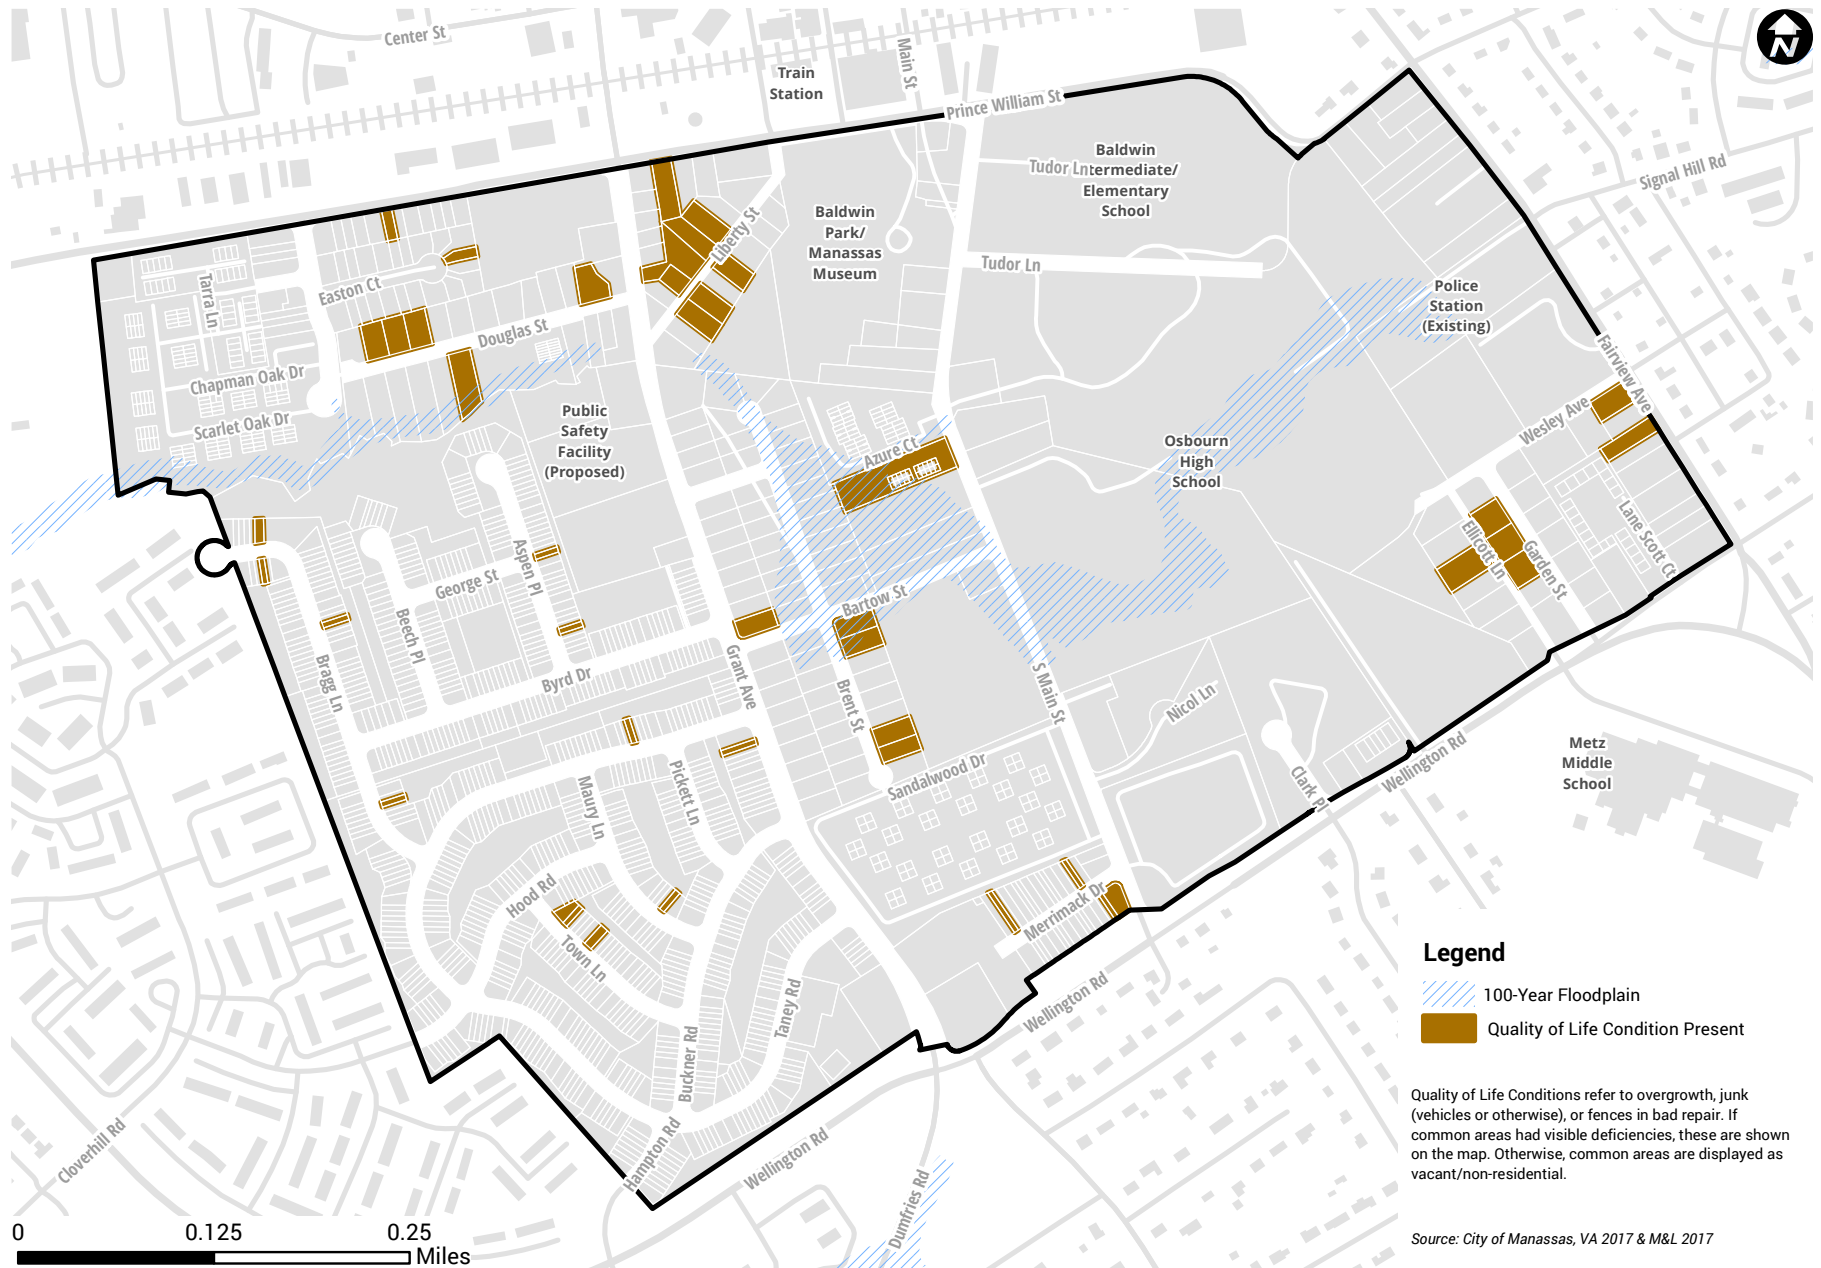 Center St
Train
Station
Main St
N
Prince William St
Baldwin
Intermediate/
Elementary
School
Tudor Ln
Signal Hill Rd
Baldwin
Park/
Manassas
Museum
Liberty St
Tudor Ln
Tarra Ln
Easton Ct
Douglas St
Police
Station
(Existing)
Fairview Ave
Chapman Oak Dr
Scarlet Oak Dr
Public
Safety
Facility
(Proposed)
Azure Ct
Osbourn
High
School
Wesley Ave
Lane Scott Ct
Ellicott Ln
Garden St
Aspen Pl
George St
Beech Pl
Bartow St
Bragg Ln
Byrd Dr
Grant Ave
Brent St
S Main St
Nicol Ln
Metz
Middle
School
Wellington Rd
Clark Pl
Sandalwood Dr
Maury Ln
Pickett Ln
Hood Rd
Merrimack Dr
Town Ln
Taney Rd
Wellington Rd
Buckner Rd
Hampton Rd
Wellington Rd
Cloverhill Rd
Dumfries Rd
Legend
100-Year Floodplain
Quality of Life Condition Present
Quality of Life Conditions refer to overgrowth, junk
(vehicles or otherwise), or fences in bad repair. If
common areas had visible deficiencies, these are shown
on the map. Otherwise, common areas are displayed as
vacant/non-residential.
Source: City of Manassas, VA 2017 & M&L 2017
0 0.125 0.25
Miles